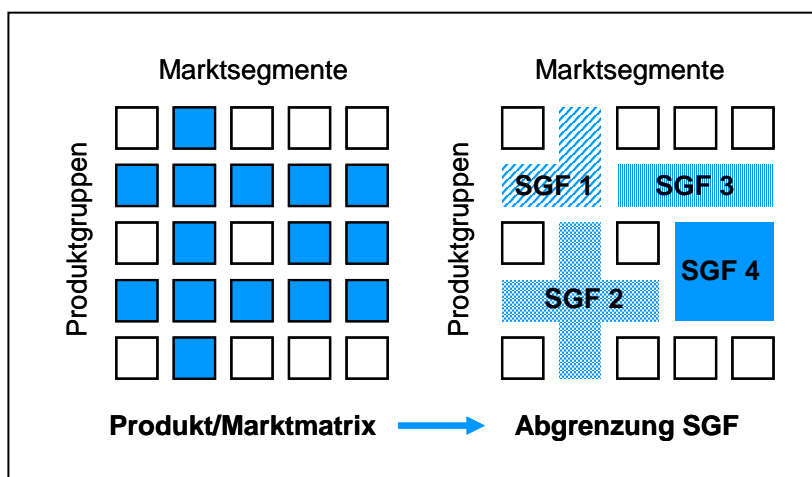 Marktsegmente
Produktgruppen
Produkt/Marktmatrix
Marktsegmente
Produktgruppen
SGF 1
SGF 3
SGF 4
SGF 2
Abgrenzung SGF